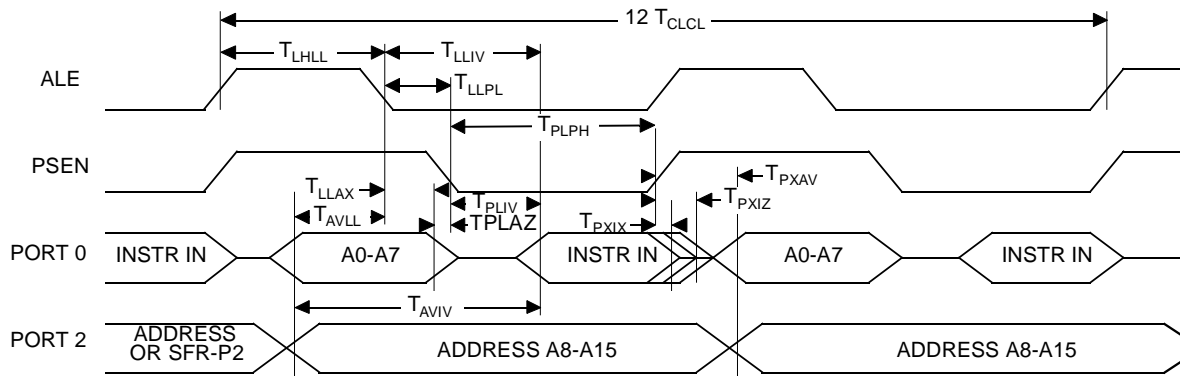 12 TCLCL
TLHLL TLLIV
ALE
TLLPL
TPLPH
PSEN
TPXAV
TLLAX
TPXIZ
TPLIV
TAVLL
TPLAZ
TPXIX
PORT 0 INSTR IN A0-A7 INSTR IN A0-A7 INSTR IN
TAVIV
PORT 2 ADDRESS
OR SFR-P2 ADDRESS A8-A15 ADDRESS A8-A15